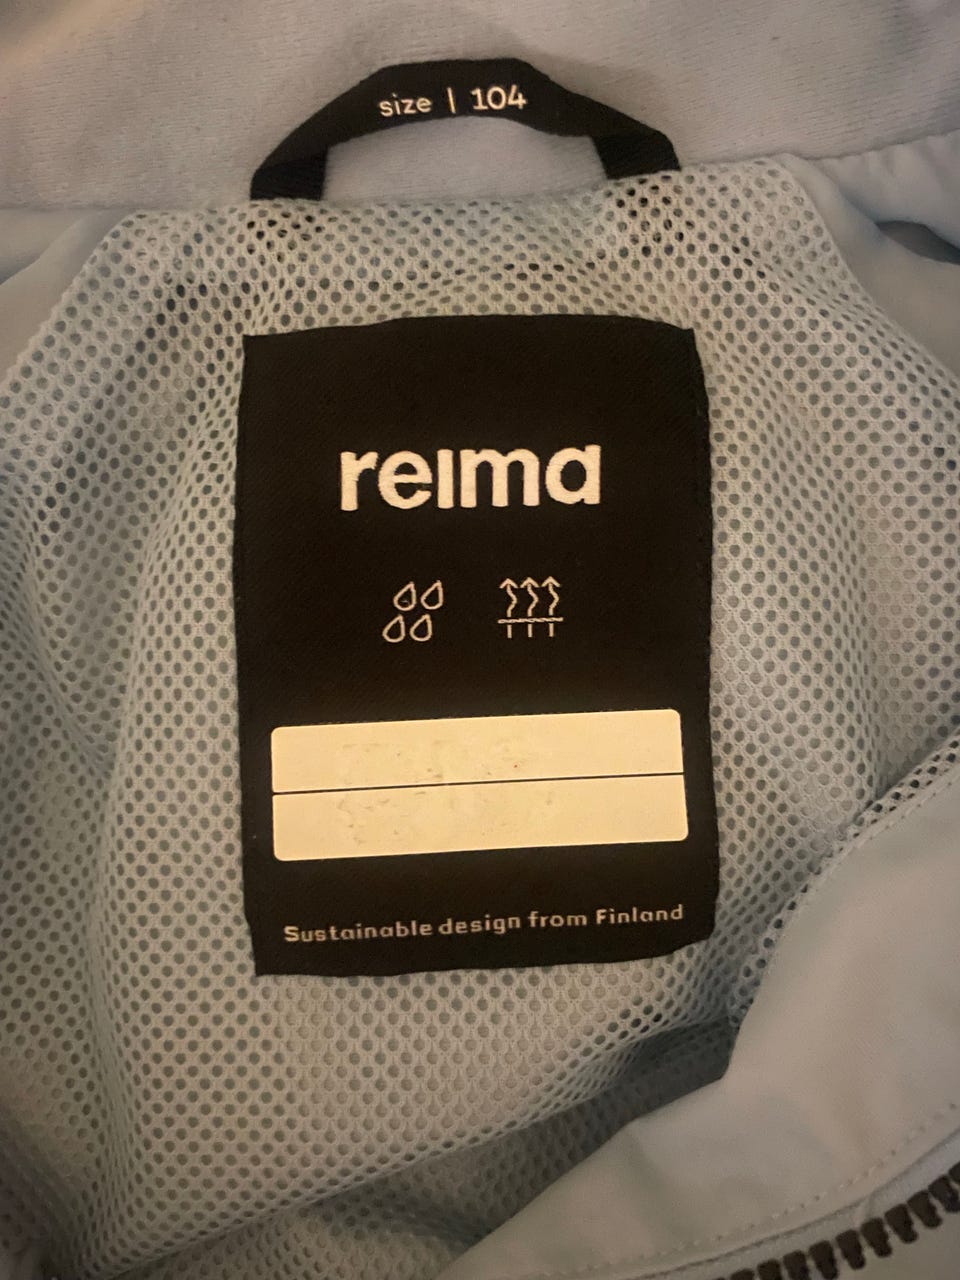 size | 104
reima
Sustainable design from Finland